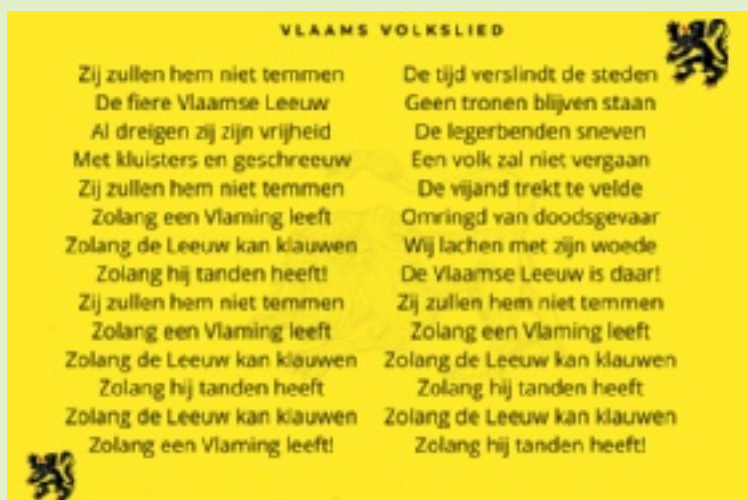 VLAAMS VOLKSLIED
Zij zullen hem niet temmen
De fiere Vlaamse Leeuw
Al dreigen zij zijn vrijheid
Met kluisters en geschreeuw
Zij zullen hem niet temmen
Zolang een Vlaming leeft
Zolang de Leeuw kan klauwen
Zolang hij tanden heeft!
Zij zullen hem niet temmen
Zolang een Vlaming leeft
Zolang de Leeuw kan klauwen
Zolang hij tanden heeft
Zolang de Leeuw kan klauwen
Zolang een Vlaming leeft!
De tijd verslindt de steden
Geen tronen blijven staan
De legerbenden sneven
Een volk zal niet vergaan
De vijand trekt te velde
Omringd van doodsgevaar
Wij lachen met zijn woede
De Vlaamse Leeuw is daar!
Zij zullen hem niet temmen
Zolang een Vlaming leeft
Zolang de Leeuw kan klauwen
Zolang hij tanden heeft
Zolang de Leeuw kan klauwen
Zolang hij tanden heeft!